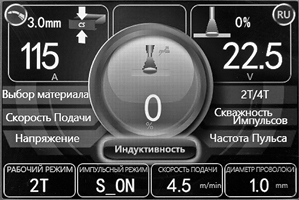 3.0mm
0%
RU
115
A
22.5
V
0
%
Выбор материала
2T/4T
Скорость Подачи
Скважность
Импульсов
Напряжение
Частота Пульса
Индуктивность
РАБОЧИЙ РЕЖИМ
ИМПУЛЬСНЫЙ РЕЖИМ
СКОРОСТЬ ПОДАЧИ
ДИАМЕТР ПРОВОЛОКИ
2T
S_ON
4.5 m/min
1.0 mm